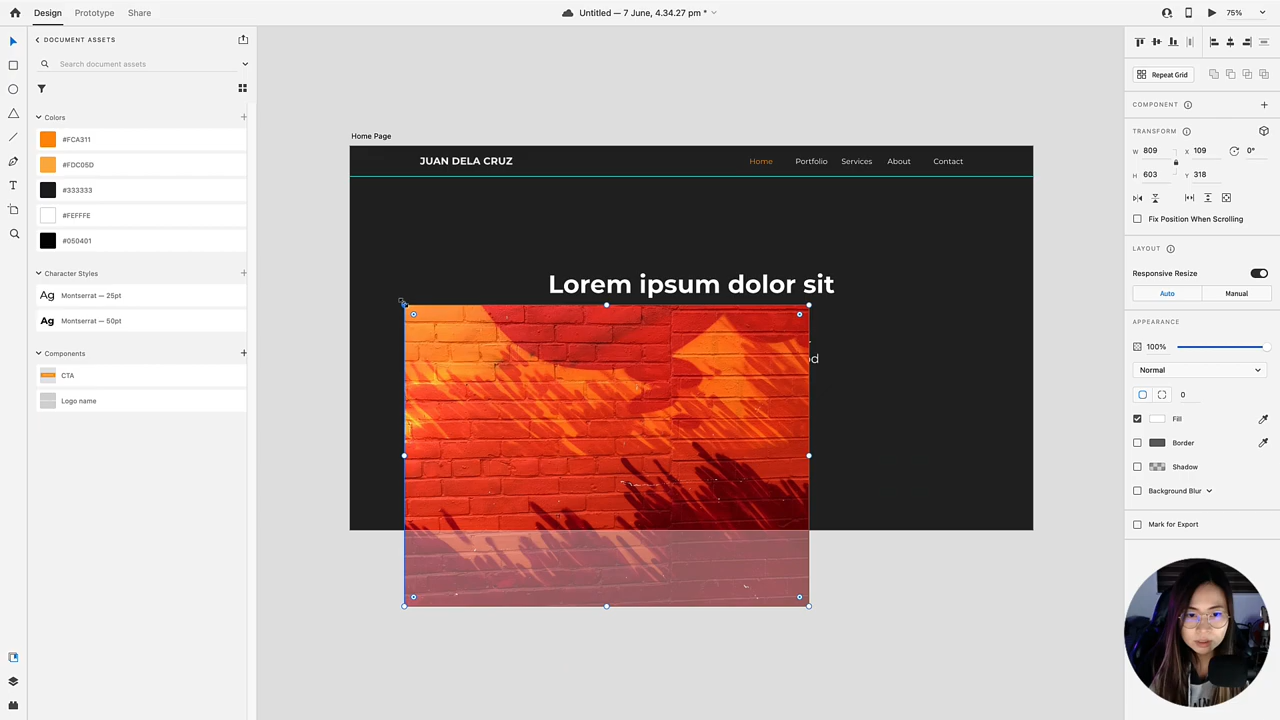 Design Prototype Share
Untitled — 7 June, 4.34.27 pm *
75%
DOCUMENT ASSETS
Search document assets
Colors
#FCA311
#FDC05D
#333333
#FEFFFE
#050401
Character Styles
Ag Montserrat — 25pt
Ag Montserrat — 50pt
Components
CTA
Logo name
Home Page
JUAN DELA CRUZ
Home Portfolio Services About Contact
Lorem ipsum dolor sit
Repeat Grid
COMPONENT
TRANSFORM
W 809 X 109 0°
H 603 Y 318
Fix Position When Scrolling
LAYOUT
Responsive Resize
Auto Manual
APPEARANCE
100%
Normal
0
Fill
Border
Shadow
Background Blur
Mark for Export